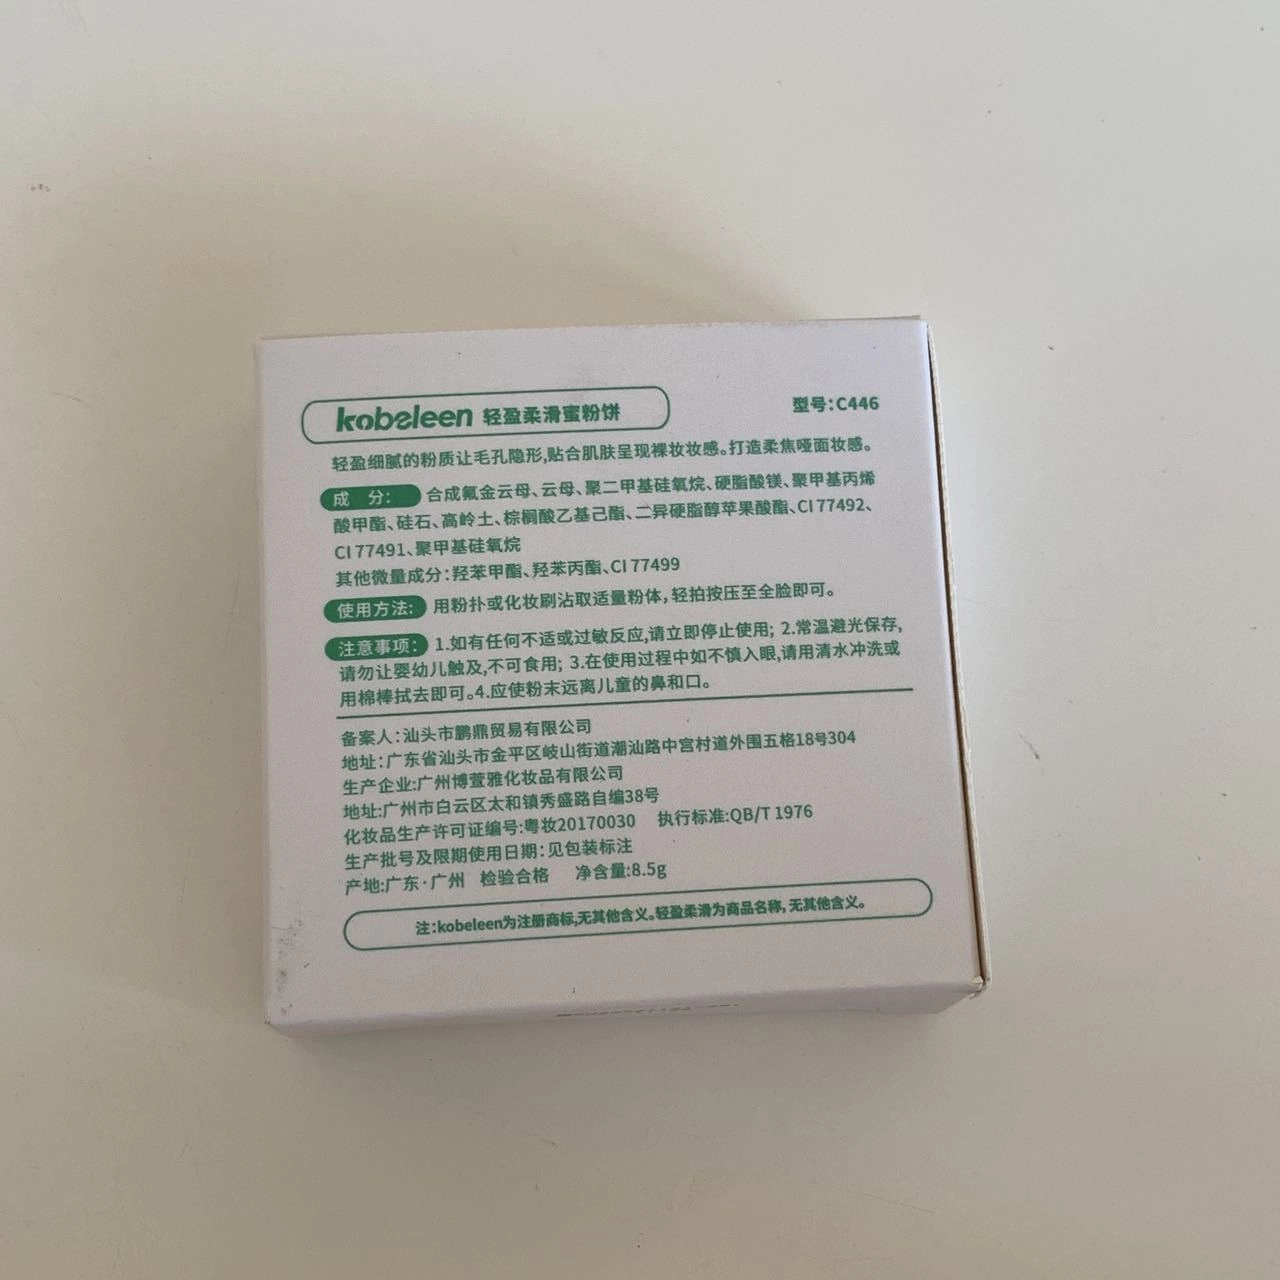 kobeleen 轻盈柔滑蜜粉饼 型号:C446
轻盈细腻的粉质让毛孔隐形,贴合肌肤呈现裸妆妆感。打造柔焦哑面妆感。
成 分: 合成氟金云母、云母、聚二甲基硅氧烷、硬脂酸镁、聚甲基丙烯
酸甲酯、硅石、高岭土、棕榈酸乙基己酯、二异硬脂醇苹果酸酯、CI 77492、
CI 77491、聚甲基硅氧烷
其他微量成分:羟苯甲酯、羟苯丙酯、CI 77499
使用方法: 用粉扑或化妆刷沾取适量粉体,轻拍按压至全脸即可。
注意事项: 1.如有任何不适或过敏反应,请立即停止使用; 2.常温避光保存,
请勿让婴幼儿触及,不可食用; 3.在使用过程中如不慎入眼,请用清水冲洗或
用棉棒拭去即可。4.应使粉末远离儿童的鼻和口。
备案人:汕头市鹏鼎贸易有限公司
地址:广东省汕头市金平区岐山街道潮汕路中宫村道外围五格18号304
生产企业:广州博萱雅化妆品有限公司
地址:广州市白云区太和镇秀盛路自编38号
化妆品生产许可证编号:粤妆20170030 执行标准:QB/T 1976
生产批号及限期使用日期:见包装标注
产地:广东·广州 检验合格 净含量:8.5g
注:kobeleen为注册商标,无其他含义。轻盈柔滑为商品名称, 无其他含义。